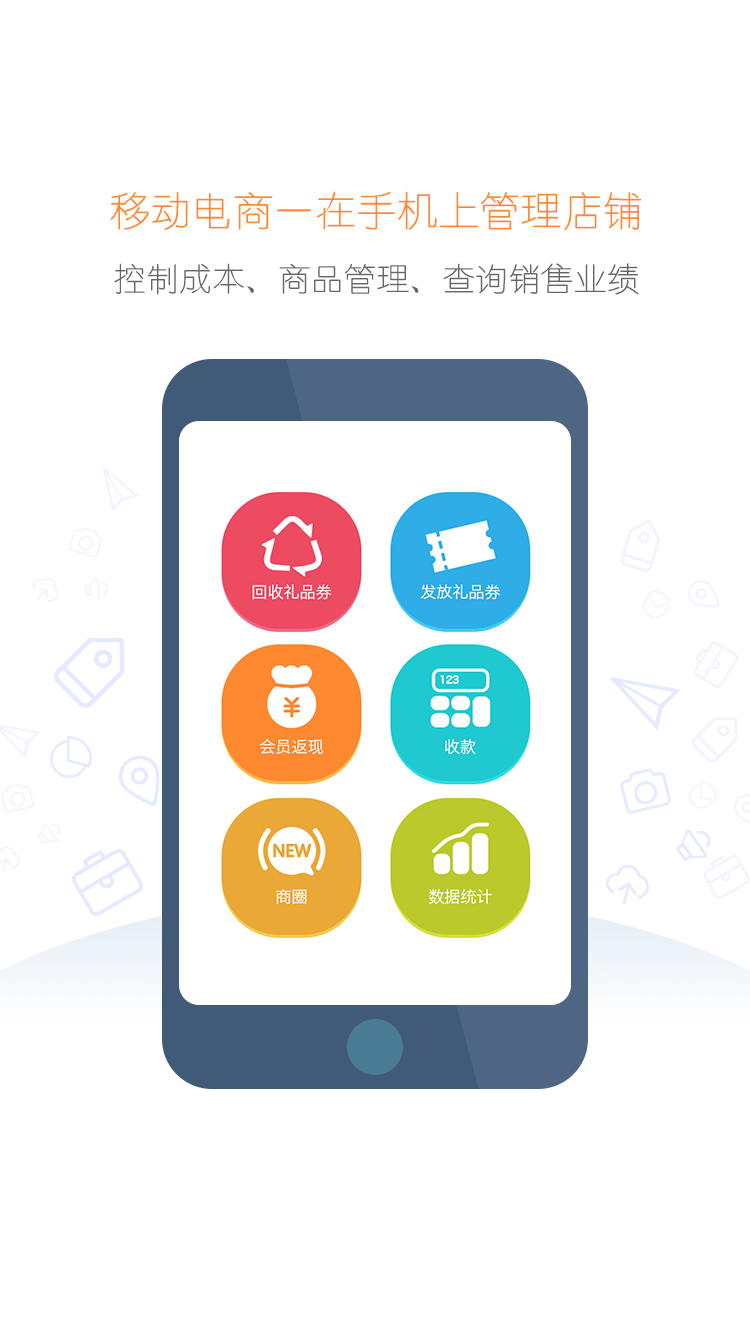 移动电商一在手机上管理店铺
控制成本、商品管理、查询销售业绩
回收礼品券
发放礼品券
¥
会员返现
123
收款
NEW
商圈
数据统计